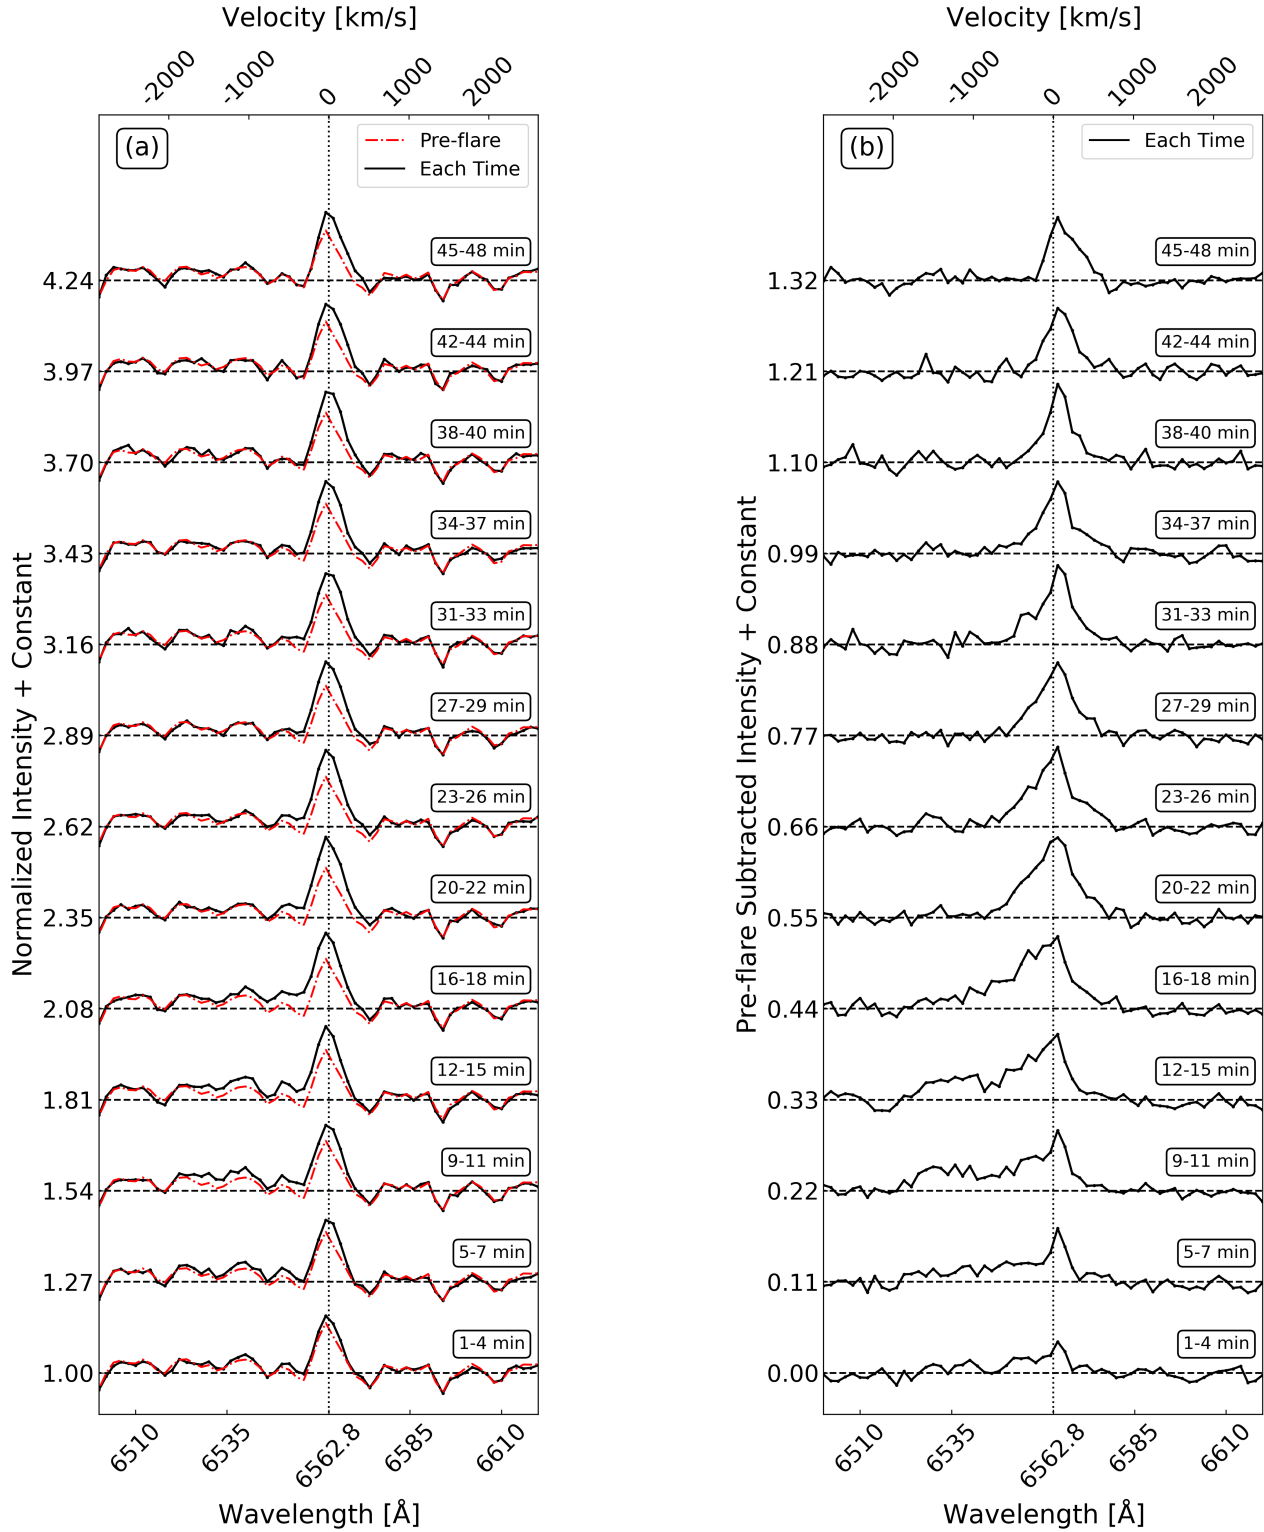 Velocity [km/s]
-2000 -1000 0 1000 2000
(a)
Pre-flare
Each Time
45-48 min
4.24
42-44 min
3.97
38-40 min
3.70
34-37 min
3.43
31-33 min
3.16
27-29 min
2.89
23-26 min
2.62
20-22 min
2.35
16-18 min
2.08
12-15 min
1.81
9-11 min
1.54
5-7 min
1.27
1-4 min
1.00
Normalized Intensity + Constant
6510 6535 6562.8 6585 6610
Wavelength [Å]
Velocity [km/s]
-2000 -1000 0 1000 2000
(b)
Each Time
45-48 min
1.32
42-44 min
1.21
38-40 min
1.10
34-37 min
0.99
31-33 min
0.88
27-29 min
0.77
23-26 min
0.66
20-22 min
0.55
16-18 min
0.44
12-15 min
0.33
9-11 min
0.22
5-7 min
0.11
1-4 min
0.00
Pre-flare Subtracted Intensity + Constant
6510 6535 6562.8 6585 6610
Wavelength [Å]